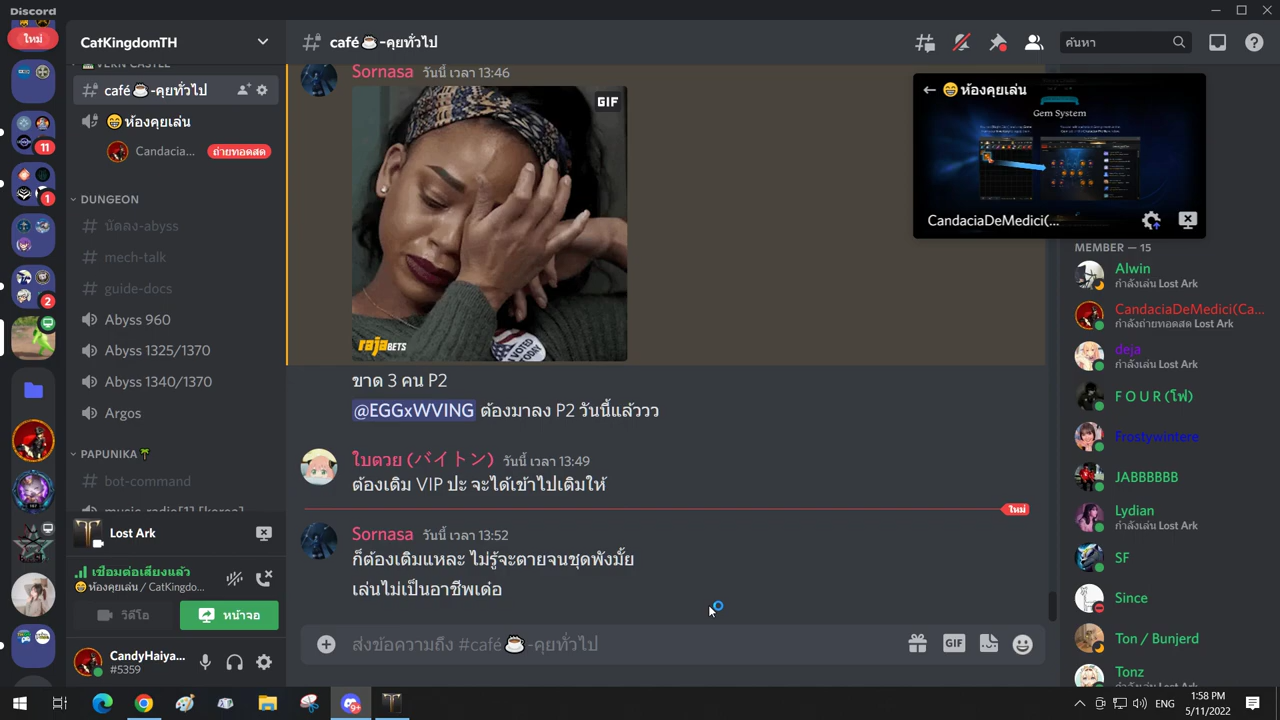 Discord
ใหม่
11
1
2
CatKingdomTH
café☕-คุยทั่วไป
😁ห้องคุยเล่น
Candacia...
ถ่ายทอดสด
DUNGEON
นัดลง-abyss
mech-talk
guide-docs
Abyss 960
Abyss 1325/1370
Abyss 1340/1370
Argos
PAPUNIKA🌴
bot-command
Lost Ark
เชื่อมต่อเสียงแล้ว
😁ห้องคุยเล่น / CatKingdo...
วิดีโอ
หน้าจอ
CandyHaiya...
#5359
café☕-คุยทั่วไป
ค้นหา
Sornasa วันนี้ เวลา 13:46
GIF
rajaBETS
VOTED TODAY
ขาด 3 คน P2
@EGGxWVING ต้องมาลง P2 วันนี้แล้ววว
ใบดวย (バイトン) วันนี้ เวลา 13:49
ต้องเติม VIP ปะ จะได้เข้าไปเติมให้
ใหม่
Sornasa วันนี้ เวลา 13:52
ก็ต้องเติมแหละ ไม่รู้จะตายจนชุดพังมั้ย
เล่นไม่เป็นอาชีพเด๋อ
ส่งข้อความถึง #café☕-คุยทั่วไป
GIF
😁ห้องคุยเล่น
Gem System
CandaciaDeMedici(...
MEMBER — 15
Alwin
กำลังเล่น Lost Ark
CandaciaDeMedici(Ca...
กำลังถ่ายทอดสด Lost Ark
deja
กำลังเล่น Lost Ark
F O U R (โฟ)
Frostywintere
JABBBBBB
Lydian
กำลังเล่น Lost Ark
SF
Since
Ton / Bunjerd
Tonz
9+
ENG
1:58 PM
5/11/2022